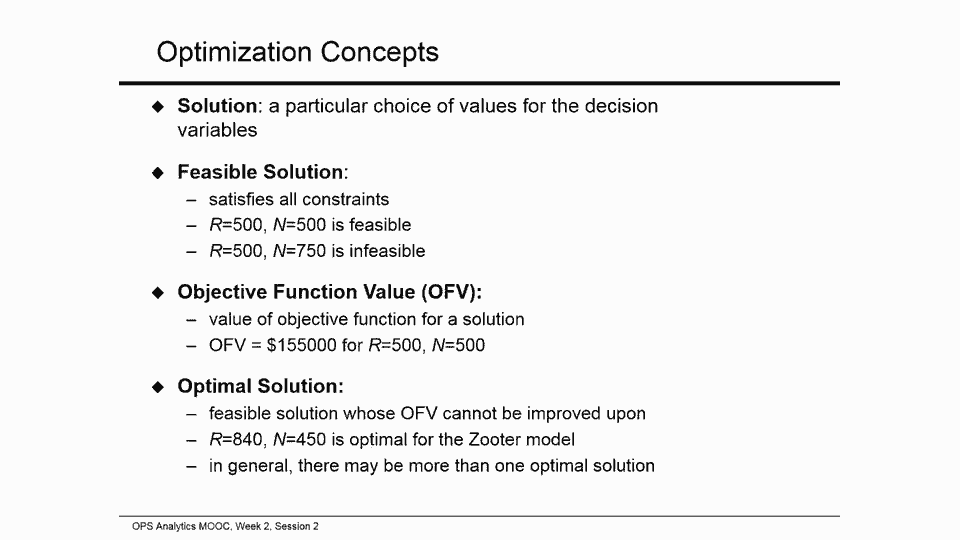 Optimization Concepts
◆ Solution: a particular choice of values for the decision
variables
◆ Feasible Solution:
– satisfies all constraints
– R=500, N=500 is feasible
– R=500, N=750 is infeasible
◆ Objective Function Value (OFV):
– value of objective function for a solution
– OFV = $155000 for R=500, N=500
◆ Optimal Solution:
– feasible solution whose OFV cannot be improved upon
– R=840, N=450 is optimal for the Zooter model
– in general, there may be more than one optimal solution
OPS Analytics MOOC, Week 2, Session 2